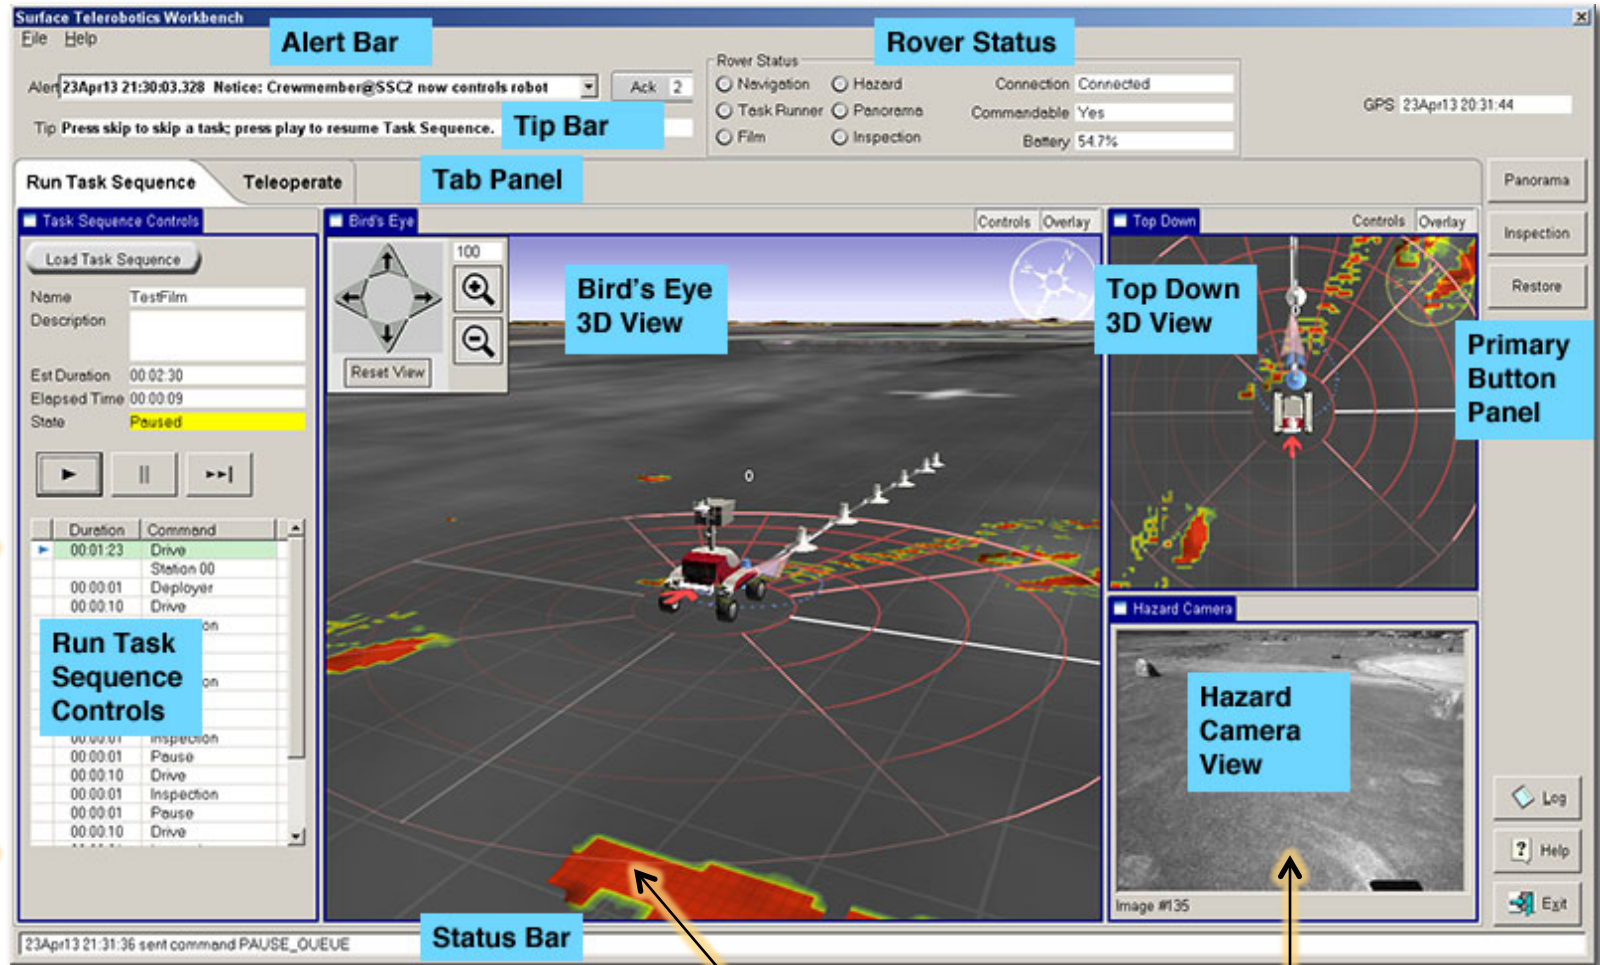 Surface Telerobotics Workbench
File Help
Alert Bar
Rover Status
Rover Status
Alert 23Apr13 21:30:03.328 Notice: Crewmember@SSC2 now controls robot
Ack 2
Navigation Hazard
Connection Connected
Task Runner Panorama
Commandable Yes
Film Inspection
Battery 54.7%
GPS 23Apr13 20:31:44
Tip Press skip to skip a task; press play to resume Task Sequence.
Tip Bar
Run Task Sequence
Teleoperate
Tab Panel
Panorama
Inspection
Restore
Primary
Button
Panel
Task Sequence Controls
Load Task Sequence
Name TestFilm
Description
Est Duration 00:02:30
Elapsed Time 00:00:09
State Paused
Duration Command
00:01:23 Drive
Station 00
00:00:01 Deployer
00:00:10 Drive
on
Run Task
Sequence
Controls
on
00:00:01 Inspection
00:00:01 Pause
00:00:10 Drive
00:00:01 Inspection
00:00:01 Pause
00:00:10 Drive
Bird's Eye
Controls Overlay
100
Reset View
Bird's Eye
3D View
N
0
Top Down
Controls Overlay
Top Down
3D View
0
Hazard Camera
Hazard
Camera
View
Image #135
Log
? Help
Exit
Status Bar
23Apr13 21:31:36 sent command PAUSE_QUEUE